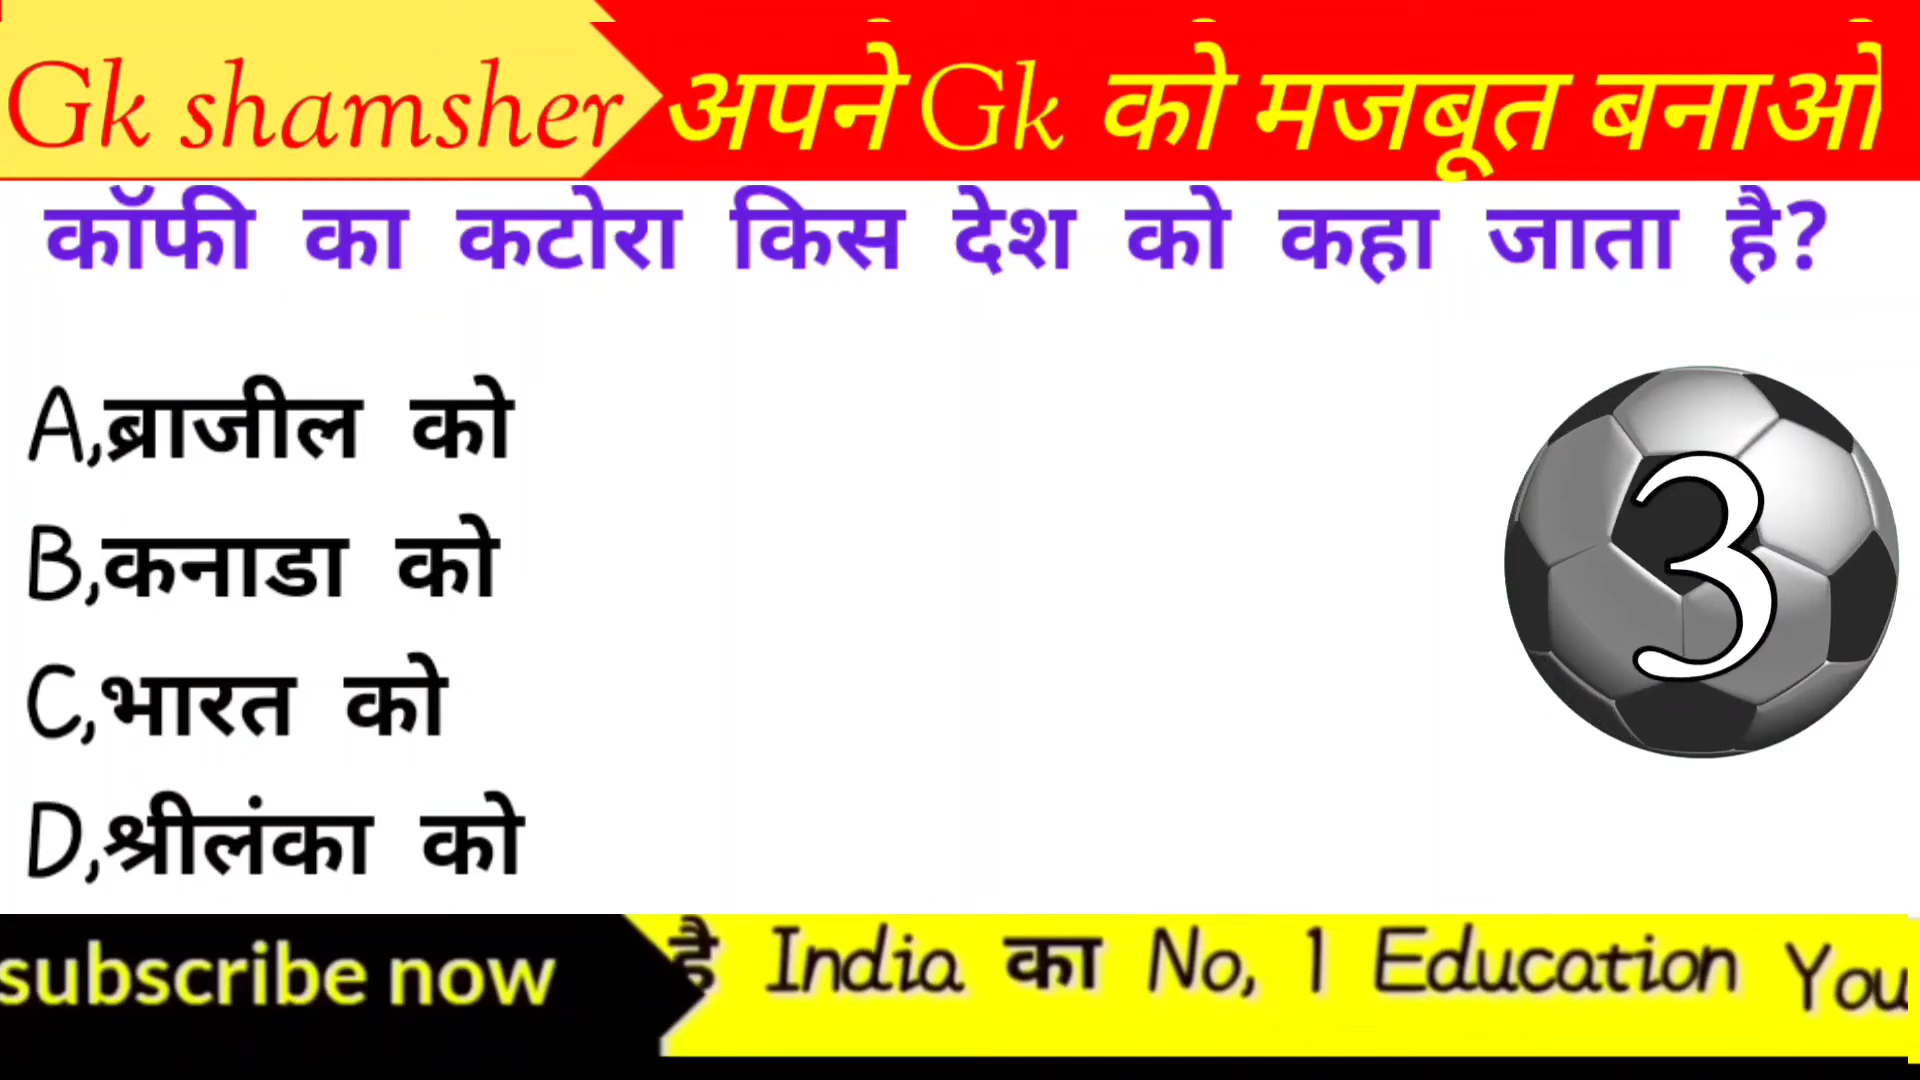 Gk shamsher अपने Gk को मजबूत बनाओ
कॉफी का कटोरा किस देश को कहा जाता है?
A,ब्राजील को
B,कनाडा को
C,भारत को
D,श्रीलंका को
3
subscribe now है India का No, 1 Education You